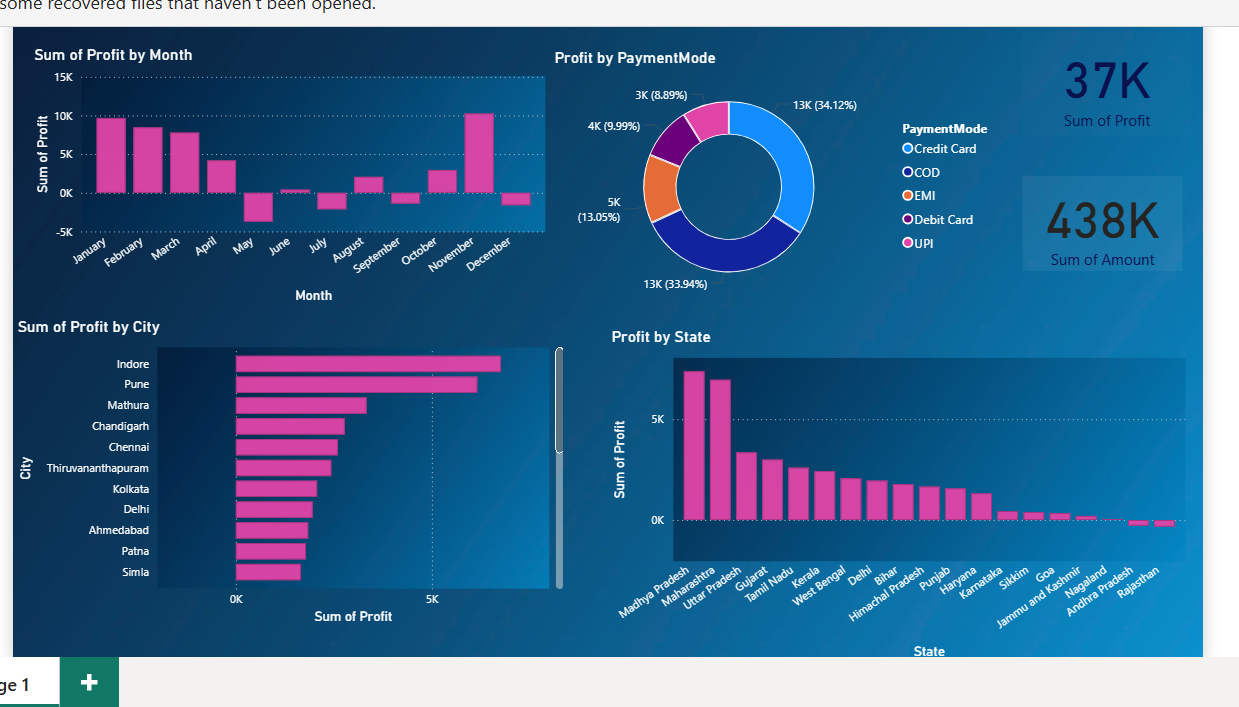 some recovered files that haven't been opened.
Sum of Profit by Month
15K
10K
5K
0K
-5K
Sum of Profit
January
February
March
April
May
June
July
August
September
October
November
December
Month
Profit by PaymentMode
3K (8.89%)
13K (34.12%)
4K (9.99%)
5K
(13.05%)
13K (33.94%)
PaymentMode
Credit Card
COD
EMI
Debit Card
UPI
37K
Sum of Profit
438K
Sum of Amount
Sum of Profit by City
City
Indore
Pune
Mathura
Chandigarh
Chennai
Thiruvananthapuram
Kolkata
Delhi
Ahmedabad
Patna
Simla
0K
5K
Sum of Profit
Profit by State
Sum of Profit
5K
0K
Madhya Pradesh
Maharashtra
Uttar Pradesh
Gujarat
Tamil Nadu
Kerala
West Bengal
Delhi
Bihar
Himachal Pradesh
Punjab
Haryana
Karnataka
Sikkim
Goa
Jammu and Kashmir
Nagaland
Andhra Pradesh
Rajasthan
State
ge 1
+